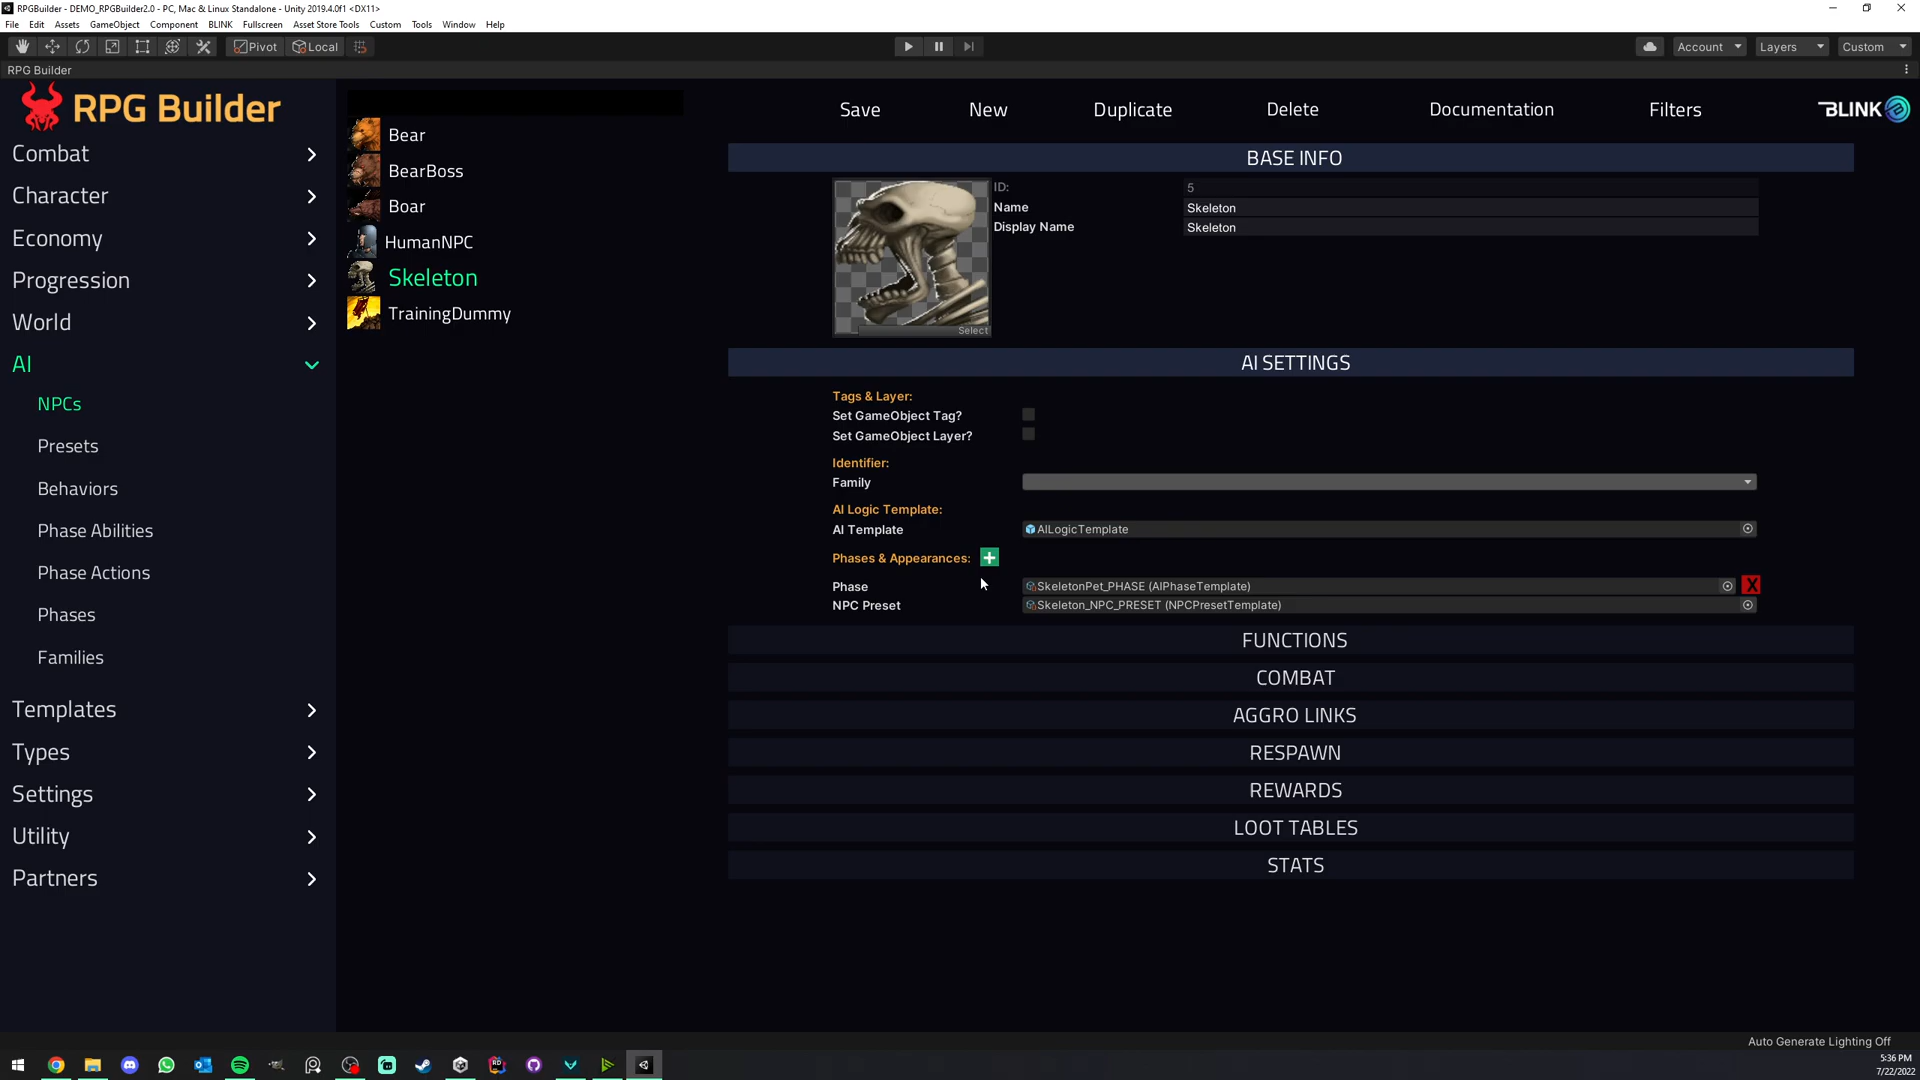 RPGBuilder - DEMO_RPGBuilder2.0 - PC, Mac & Linux Standalone - Unity 2019.4.0f1 <DX11>
File Edit Assets GameObject Component BLINK Fullscreen Asset Store Tools Custom Tools Window Help
Pivot Local Account Layers Custom
RPG Builder
RPG Builder
Combat
Character
Economy
Progression
World
AI
NPCs
Presets
Behaviors
Phase Abilities
Phase Actions
Phases
Families
Templates
Types
Settings
Utility
Partners
Bear
BearBoss
Boar
HumanNPC
Skeleton
TrainingDummy
Save New Duplicate Delete Documentation Filters BLINK
BASE INFO
Select
ID: 5
Name Skeleton
Display Name Skeleton
AI SETTINGS
Tags & Layer:
Set GameObject Tag?
Set GameObject Layer?
Identifier:
Family
AI Logic Template:
AI Template AILogicTemplate
Phases & Appearances:
Phase SkeletonPet_PHASE (AIPhaseTemplate) X
NPC Preset Skeleton_NPC_PRESET (NPCPresetTemplate)
FUNCTIONS
COMBAT
AGGRO LINKS
RESPAWN
REWARDS
LOOT TABLES
STATS
Auto Generate Lighting Off
5:36 PM
7/22/2022